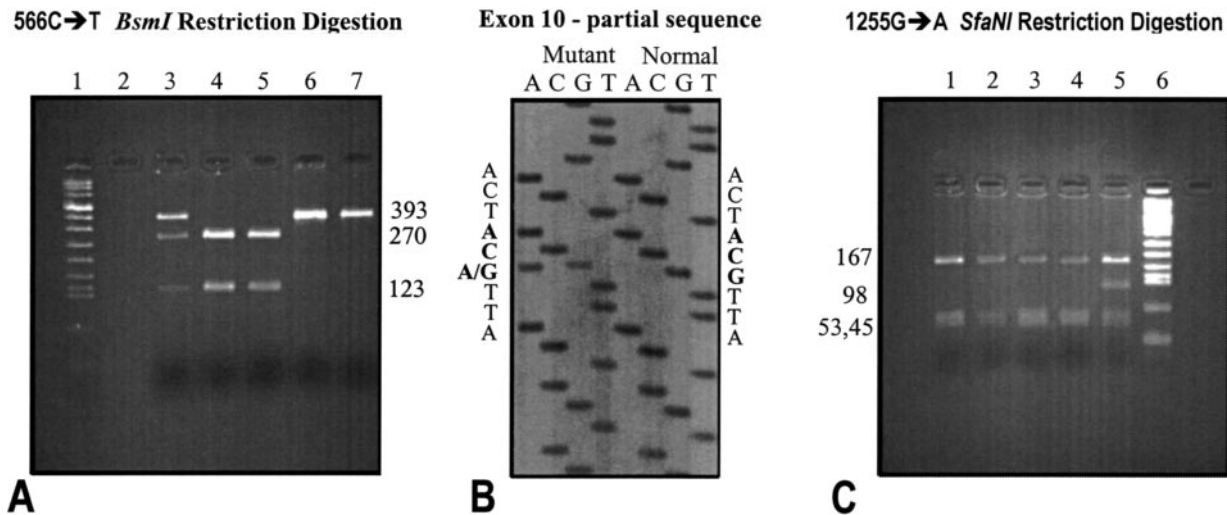 566C➔T BsmI Restriction Digestion
1 2 3 4 5 6 7
393
270
123
A
Exon 10 - partial sequence
Mutant Normal
A C G T A C G T
A
C
T
A
C
A/G
T
T
A
A
C
T
A
C
G
T
T
A
B
1255G➔A SfaNI Restriction Digestion
1 2 3 4 5 6
167
98
53,45
C